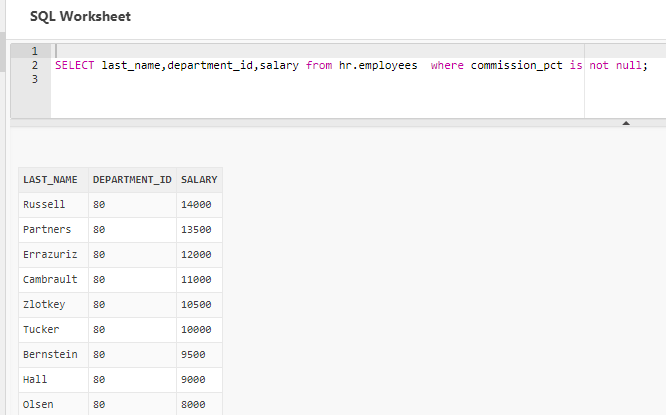 SQL Worksheet
1
2 SELECT last_name,department_id,salary from hr.employees  where commission_pct is not null;
3
LAST_NAME DEPARTMENT_ID SALARY
Russell 80 14000
Partners 80 13500
Errazuriz 80 12000
Cambrault 80 11000
Zlotkey 80 10500
Tucker 80 10000
Bernstein 80 9500
Hall 80 9000
Olsen 80 8000